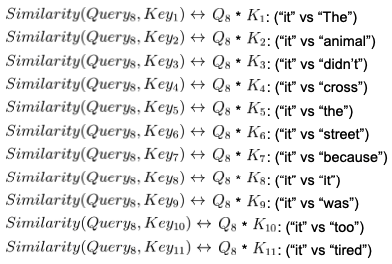 Similarity(Query₈, Key₁) ↔ Q₈ * K₁: (“it” vs “The”)
Similarity(Query₈, Key₂) ↔ Q₈ * K₂: (“it” vs “animal”)
Similarity(Query₈, Key₃) ↔ Q₈ * K₃: (“it” vs “didn’t”)
Similarity(Query₈, Key₄) ↔ Q₈ * K₄: (“it” vs “cross”)
Similarity(Query₈, Key₅) ↔ Q₈ * K₅: (“it” vs “the”)
Similarity(Query₈, Key₆) ↔ Q₈ * K₆: (“it” vs “street”)
Similarity(Query₈, Key₇) ↔ Q₈ * K₇: (“it” vs “because”)
Similarity(Query₈, Key₈) ↔ Q₈ * K₈: (“it” vs “It”)
Similarity(Query₈, Key₉) ↔ Q₈ * K₉: (“it” vs “was”)
Similarity(Query₈, Key₁₀) ↔ Q₈ * K₁₀: (“it” vs “too”)
Similarity(Query₈, Key₁₁) ↔ Q₈ * K₁₁: (“it” vs “tired”)